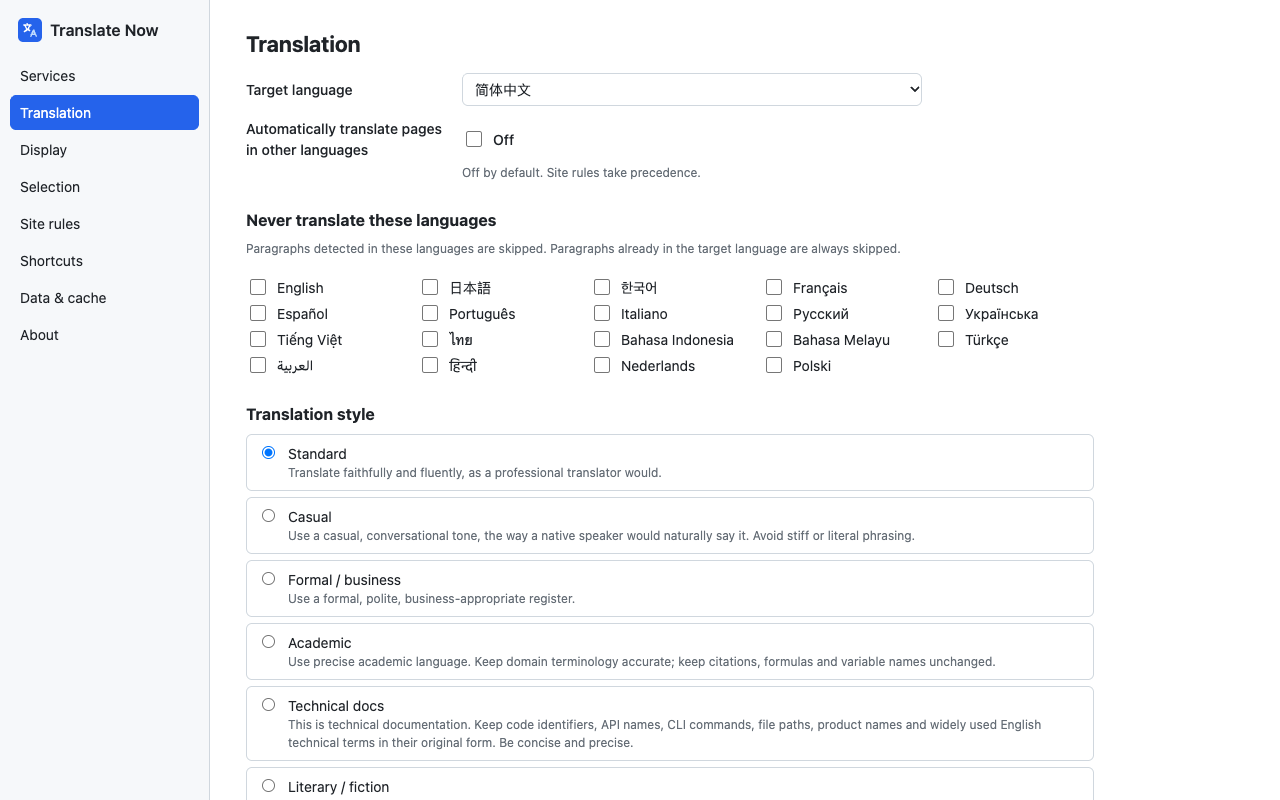 Translate Now
Services
Translation
Display
Selection
Site rules
Shortcuts
Data & cache
About
Translation
Target language
简体中文
Automatically translate pages
in other languages
Off
Off by default. Site rules take precedence.
Never translate these languages
Paragraphs detected in these languages are skipped. Paragraphs already in the target language are always skipped.
English 日本語 한국어 Français Deutsch
Español Português Italiano Русский Українська
Tiếng Việt ไทย Bahasa Indonesia Bahasa Melayu Türkçe
العربية हिन्दी Nederlands Polski
Translation style
Standard
Translate faithfully and fluently, as a professional translator would.
Casual
Use a casual, conversational tone, the way a native speaker would naturally say it. Avoid stiff or literal phrasing.
Formal / business
Use a formal, polite, business-appropriate register.
Academic
Use precise academic language. Keep domain terminology accurate; keep citations, formulas and variable names unchanged.
Technical docs
This is technical documentation. Keep code identifiers, API names, CLI commands, file paths, product names and widely used English
technical terms in their original form. Be concise and precise.
Literary / fiction